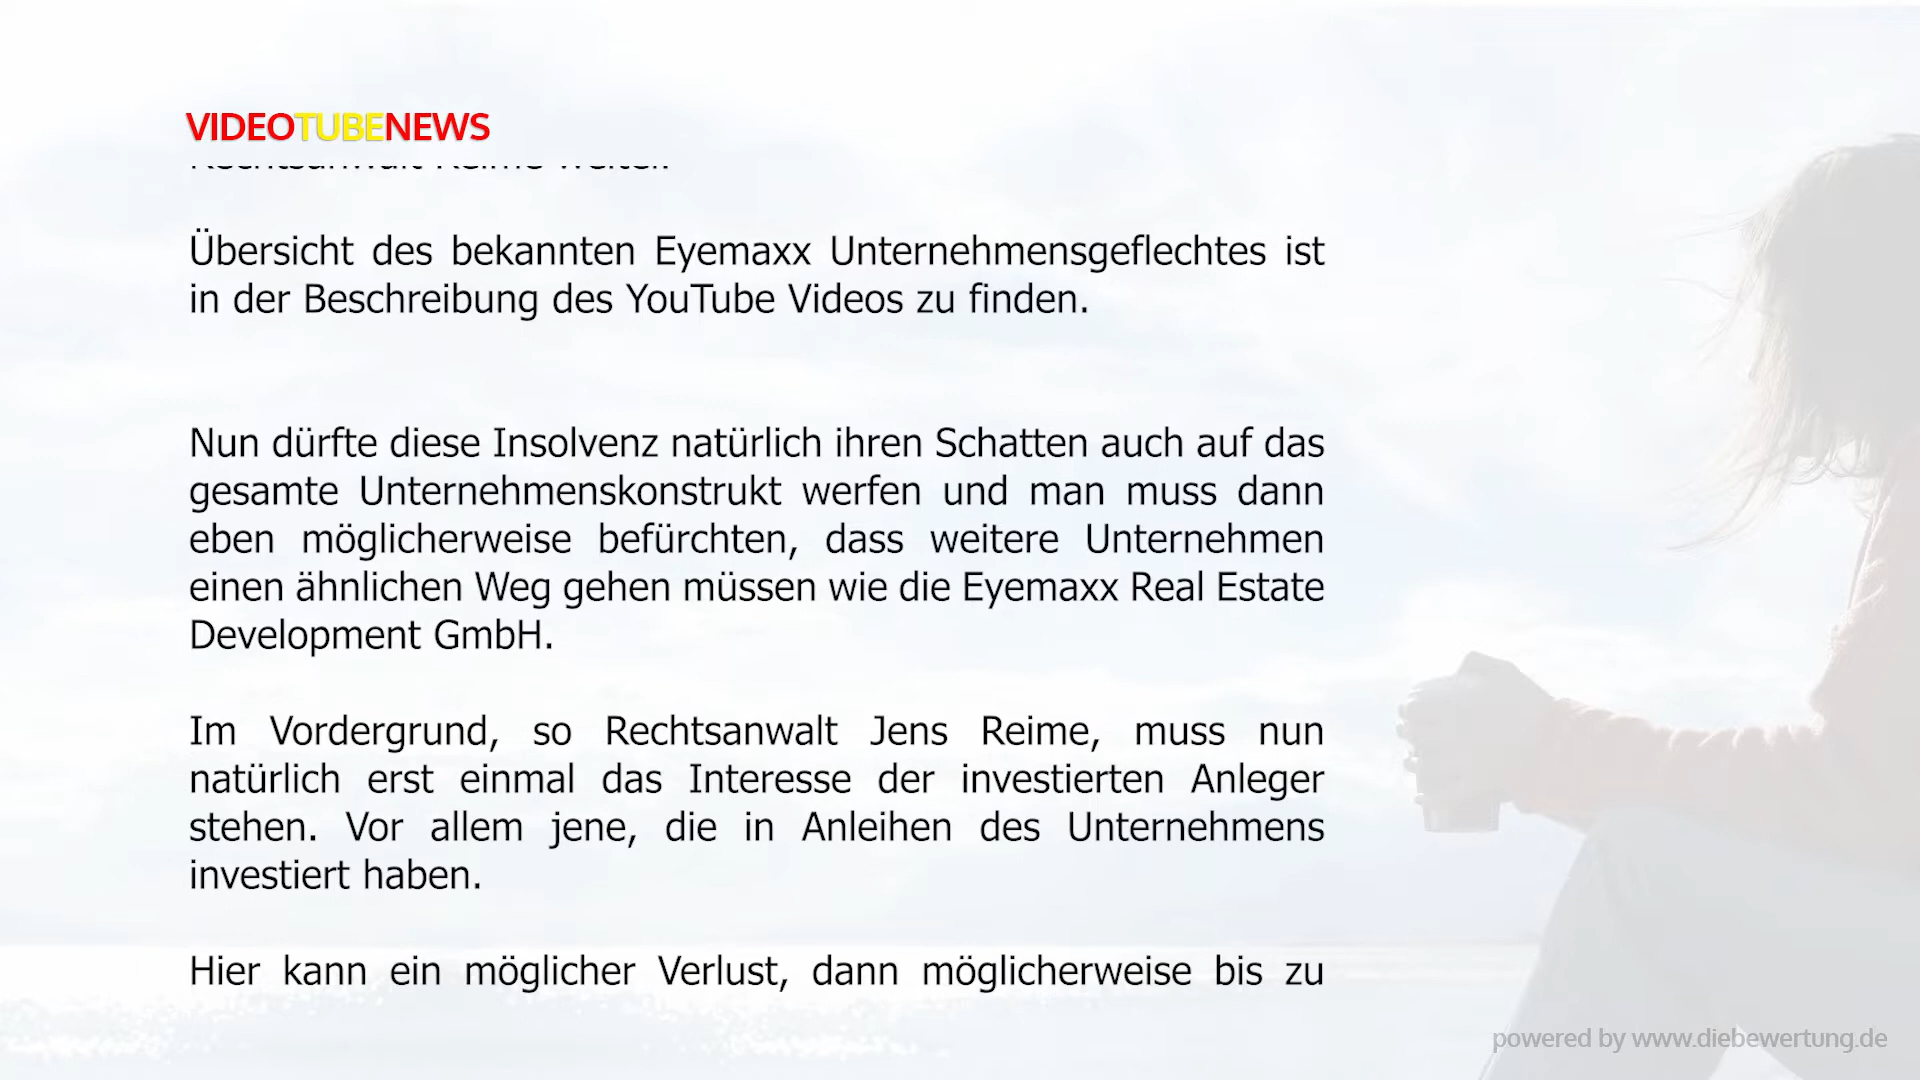 VIDEOTUBENEWS
Rechtsanwalt Reime weiter.
Übersicht des bekannten Eyemaxx Unternehmensgeflechtes ist
in der Beschreibung des YouTube Videos zu finden.
Nun dürfte diese Insolvenz natürlich ihren Schatten auch auf das
gesamte Unternehmenskonstrukt werfen und man muss dann
eben möglicherweise befürchten, dass weitere Unternehmen
einen ähnlichen Weg gehen müssen wie die Eyemaxx Real Estate
Development GmbH.
Im Vordergrund, so Rechtsanwalt Jens Reime, muss nun
natürlich erst einmal das Interesse der investierten Anleger
stehen. Vor allem jene, die in Anleihen des Unternehmens
investiert haben.
Hier kann ein möglicher Verlust, dann möglicherweise bis zu
powered by www.diebewertung.de